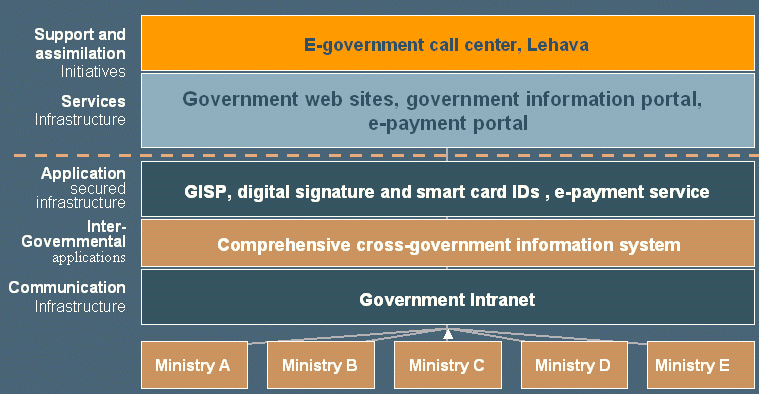 Support and
assimilation
Initiatives
E-government call center, Lehava
Services
Infrastructure
Government web sites, government information portal,
e-payment portal
Application
secured
infrastructure
GISP, digital signature and smart card IDs , e-payment service
Inter-
Governmental
applications
Comprehensive cross-government information system
Communication
Infrastructure
Government Intranet
Ministry A
Ministry B
Ministry C
Ministry D
Ministry E